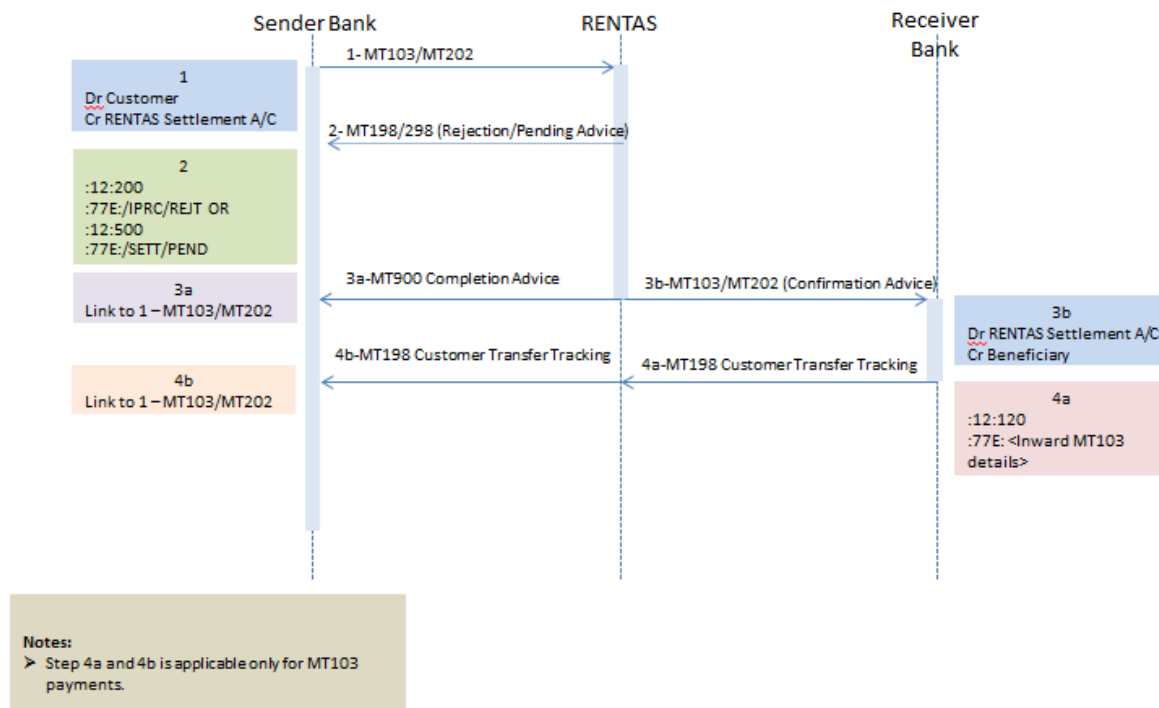 Sender Bank
RENTAS
Receiver
Bank
1- MT103/MT202
1
Dr Customer
Cr RENTAS Settlement A/C
2- MT198/298 (Rejection/Pending Advice)
2
:12:200
:77E:/IPRC/REJT OR
:12:500
:77E:/SETT/PEND
3a-MT900 Completion Advice
3b-MT103/MT202 (Confirmation Advice)
3a
Link to 1 – MT103/MT202
3b
Dr RENTAS Settlement A/C
Cr Beneficiary
4b-MT198 Customer Transfer Tracking
4a-MT198 Customer Transfer Tracking
4b
Link to 1 – MT103/MT202
4a
:12:120
:77E: <Inward MT103
details>
Notes:
➢ Step 4a and 4b is applicable only for MT103
payments.